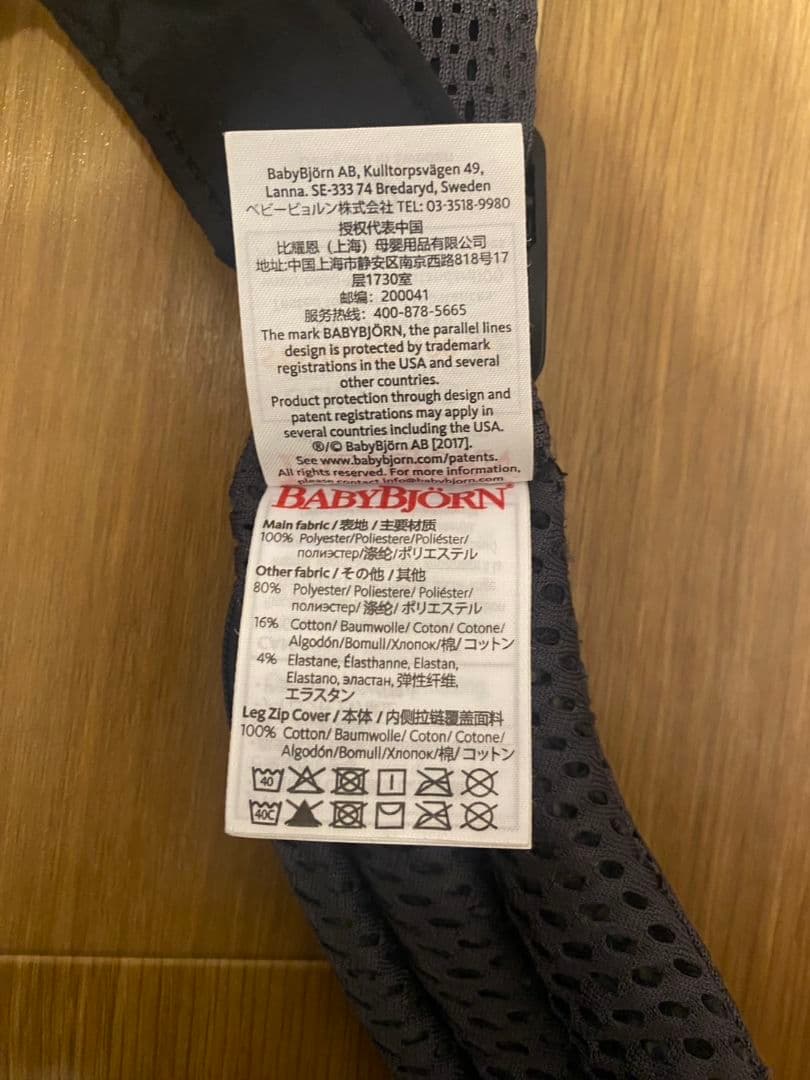 BabyBjörn AB, Kulltorpsvägen 49,
Lanna. SE-333 74 Bredaryd, Sweden
ベビービョルン株式会社 TEL: 03-3518-9980
授权代表中国
比耀恩（上海）母婴用品有限公司
地址:中国上海市静安区南京西路818号17
层1730室
邮编：200041
服务热线：400-878-5665
The mark BABYBJÖRN, the parallel lines
design is protected by trademark
registrations in the USA and several
other countries.
Product protection through design and
patent registrations may apply in
several countries including the USA.
®/© BabyBjörn AB [2017].
See www.babybjorn.com/patents.
All rights reserved. For more information,
please contact info@babybjorn.com
BABYBJÖRN®
Main fabric / 表地 / 主要材质
100% Polyester/Poliestere/Poliéster/
полиэстер/涤纶/ポリエステル
Other fabric / その他 / 其他
80% Polyester/ Poliestere/ Poliéster/
полиэстер/ 涤纶/ ポリエステル
16% Cotton/ Baumwolle/ Coton/ Cotone/
Algodón/Bomull/Хлопок/棉/コットン
4% Elastane, Élasthanne, Elastan,
Elastano, эластан, 弹性纤维,
エラスタン
Leg Zip Cover / 本体 / 内侧拉链覆盖面料
100% Cotton/ Baumwolle/ Coton/ Cotone/
Algodón/Bomull/Хлопок/棉/コットン
40
40C